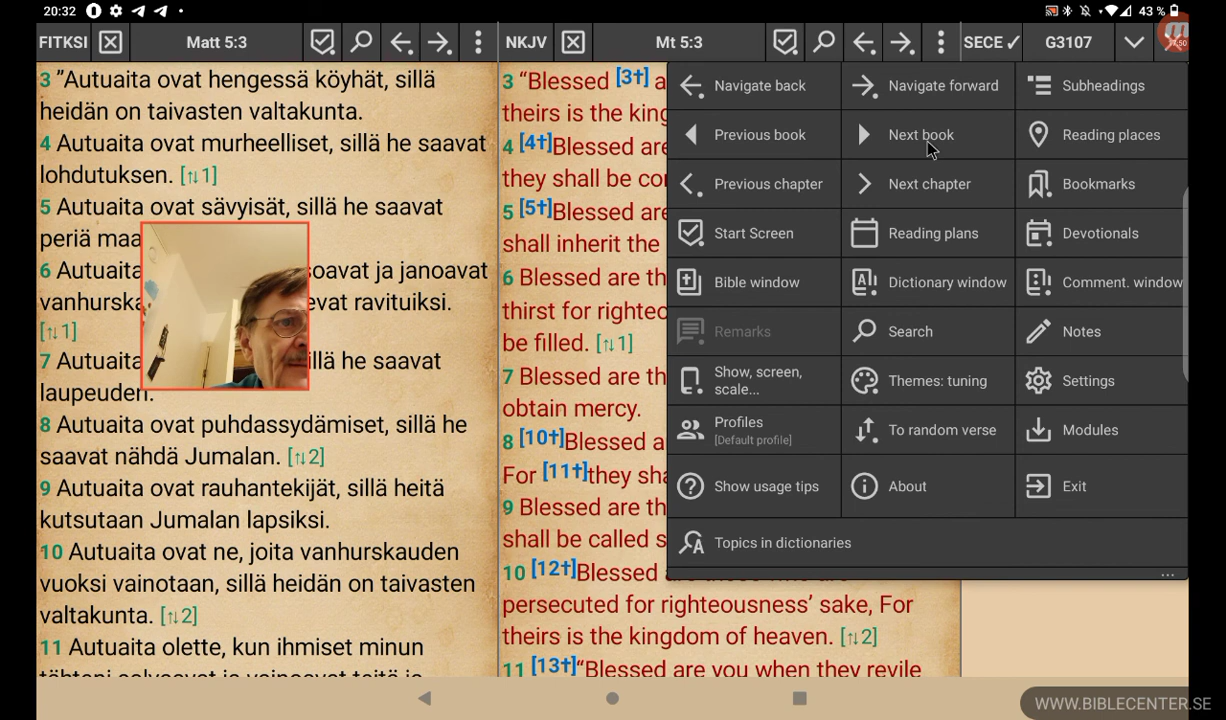 20:32
43 %
17.50
FITKSI
Matt 5:3
NKJV
Mt 5:3
SECE ✓
G3107
3 ”Autuaita ovat hengessä köyhät, sillä
heidän on taivasten valtakunta.
4 Autuaita ovat murheelliset, sillä he saavat
lohdutuksen. [↑↓1]
5 Autuaita ovat sävyisät, sillä he saavat
periä maa
6 Autuaita soavat ja janoavat
vanhurska evat ravituiksi.
[↑↓1]
7 Autuaita illä he saavat
laupeuden.
8 Autuaita ovat puhdassydämiset, sillä he
saavat nähdä Jumalan. [↑↓2]
9 Autuaita ovat rauhantekijät, sillä heitä
kutsutaan Jumalan lapsiksi.
10 Autuaita ovat ne, joita vanhurskauden
vuoksi vainotaan, sillä heidän on taivasten
valtakunta. [↑↓2]
11 Autuaita olette, kun ihmiset minun
3 “Blessed [3†] a
theirs is the king
4 [4†]Blessed are
they shall be con
5 [5†]Blessed are
shall inherit the
6 Blessed are th
thirst for righteo
be filled. [↑↓1]
7 Blessed are th
obtain mercy.
8 [10†]Blessed a
For [11†]they sha
9 Blessed are th
shall be called s
10 [12†]Blessed are those who are
persecuted for righteousness’ sake, For
theirs is the kingdom of heaven. [↑↓2]
11 [13†]“Blessed are you when they revile
Navigate back
Navigate forward
Subheadings
Previous book
Next book
Reading places
Previous chapter
Next chapter
Bookmarks
Start Screen
Reading plans
Devotionals
Bible window
Dictionary window
Comment. window
Remarks
Search
Notes
Show, screen,
scale...
Themes: tuning
Settings
Profiles
[Default profile]
To random verse
Modules
Show usage tips
About
Exit
Topics in dictionaries
...
WWW.BIBLECENTER.SE